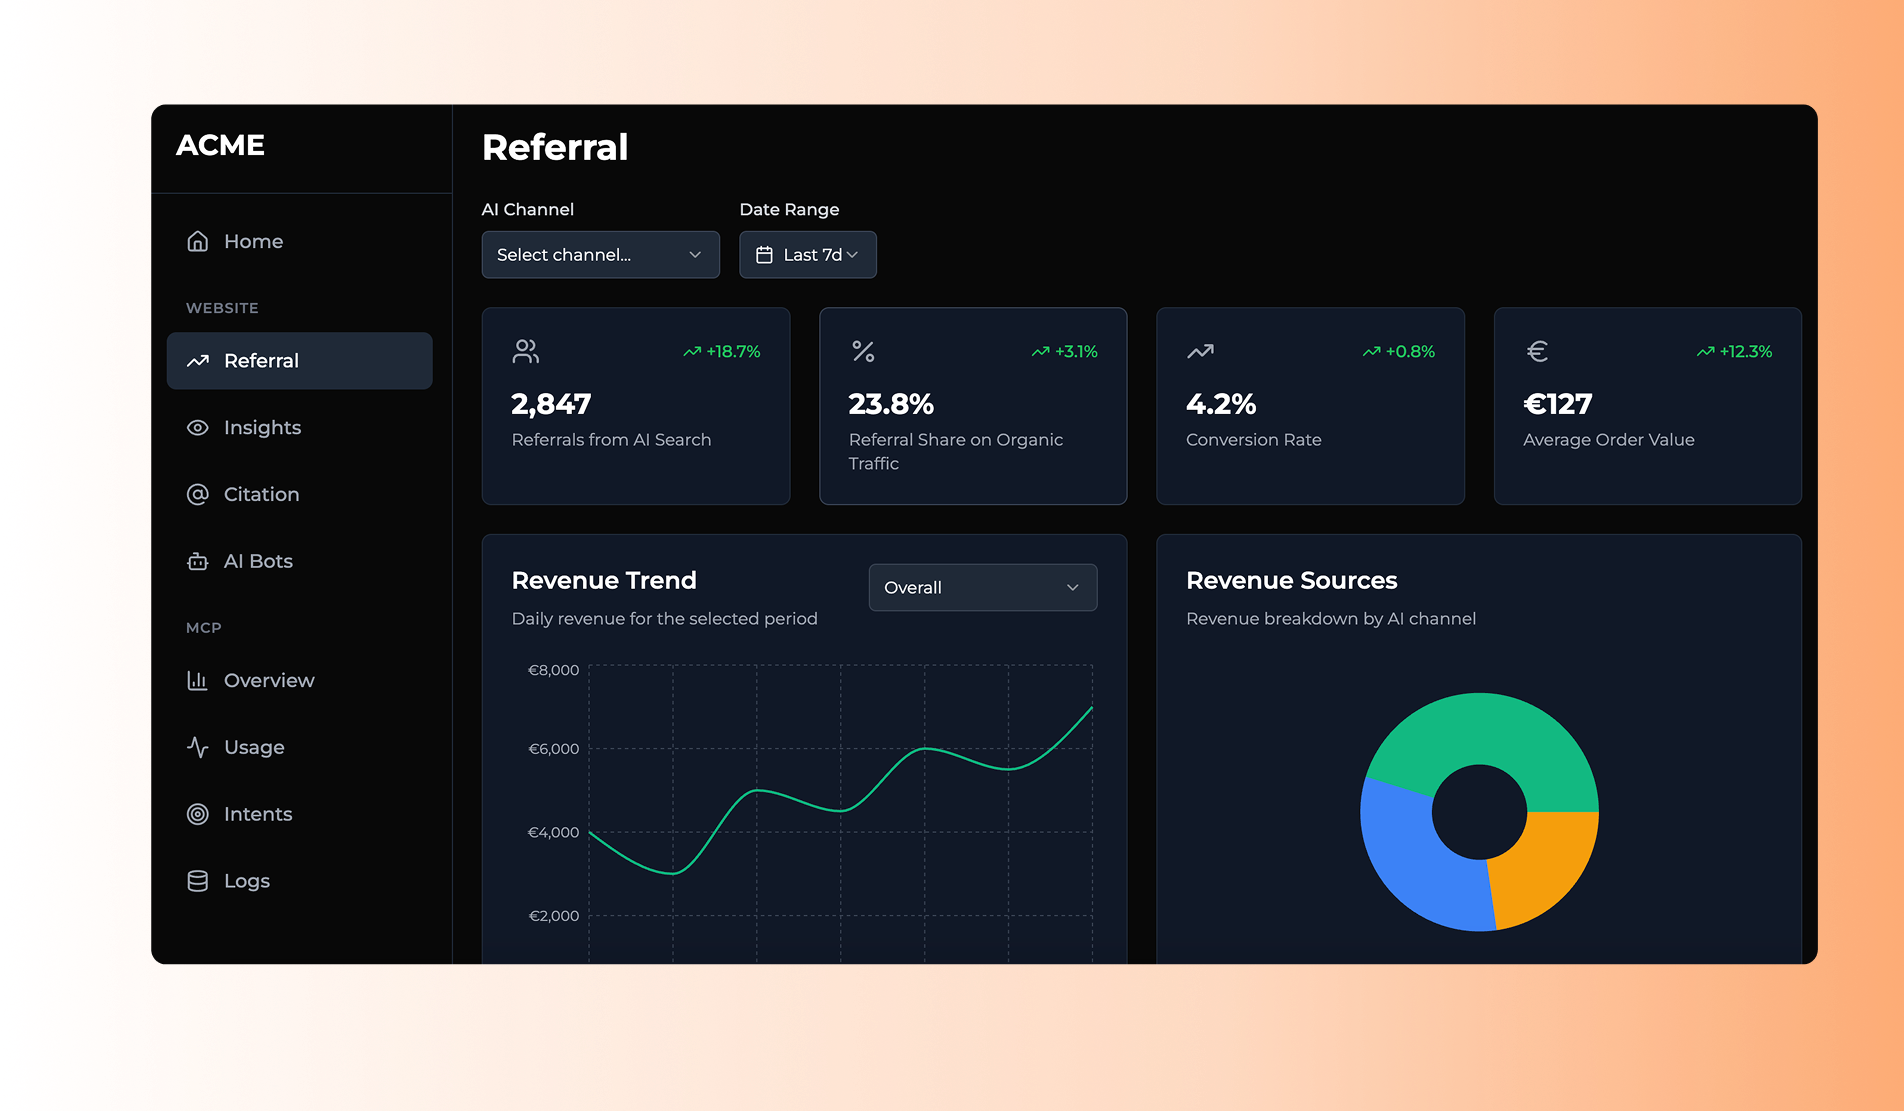 ACME
Home
WEBSITE
Referral
Insights
Citation
AI Bots
MCP
Overview
Usage
Intents
Logs
Referral
AI Channel
Select channel...
Date Range
Last 7d
+18.7%
2,847
Referrals from AI Search
+3.1%
23.8%
Referral Share on Organic
Traffic
+0.8%
4.2%
Conversion Rate
+12.3%
€127
Average Order Value
Revenue Trend
Daily revenue for the selected period
Overall
€8,000
€6,000
€4,000
€2,000
Revenue Sources
Revenue breakdown by AI channel